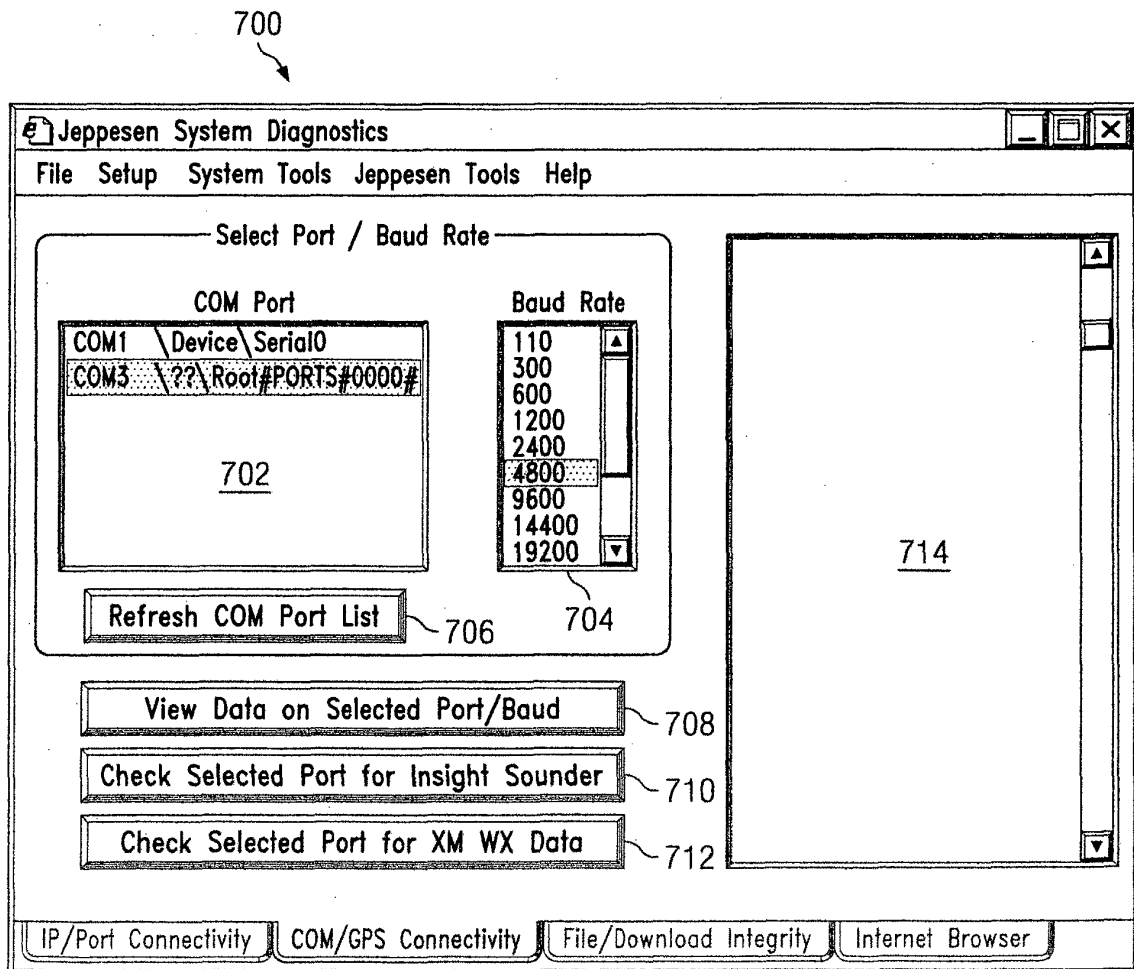 700
Jeppesen System Diagnostics
File Setup System Tools Jeppesen Tools Help
Select Port / Baud Rate
COM Port
COM1 \Device\Serial0
COM3 \??\Root#PORTS#0000#
702
Baud Rate
110
300
600
1200
2400
4800
9600
14400
19200
704
Refresh COM Port List
706
View Data on Selected Port/Baud
708
Check Selected Port for Insight Sounder
710
Check Selected Port for XM WX Data
712
714
IP/Port Connectivity COM/GPS Connectivity File/Download Integrity Internet Browser